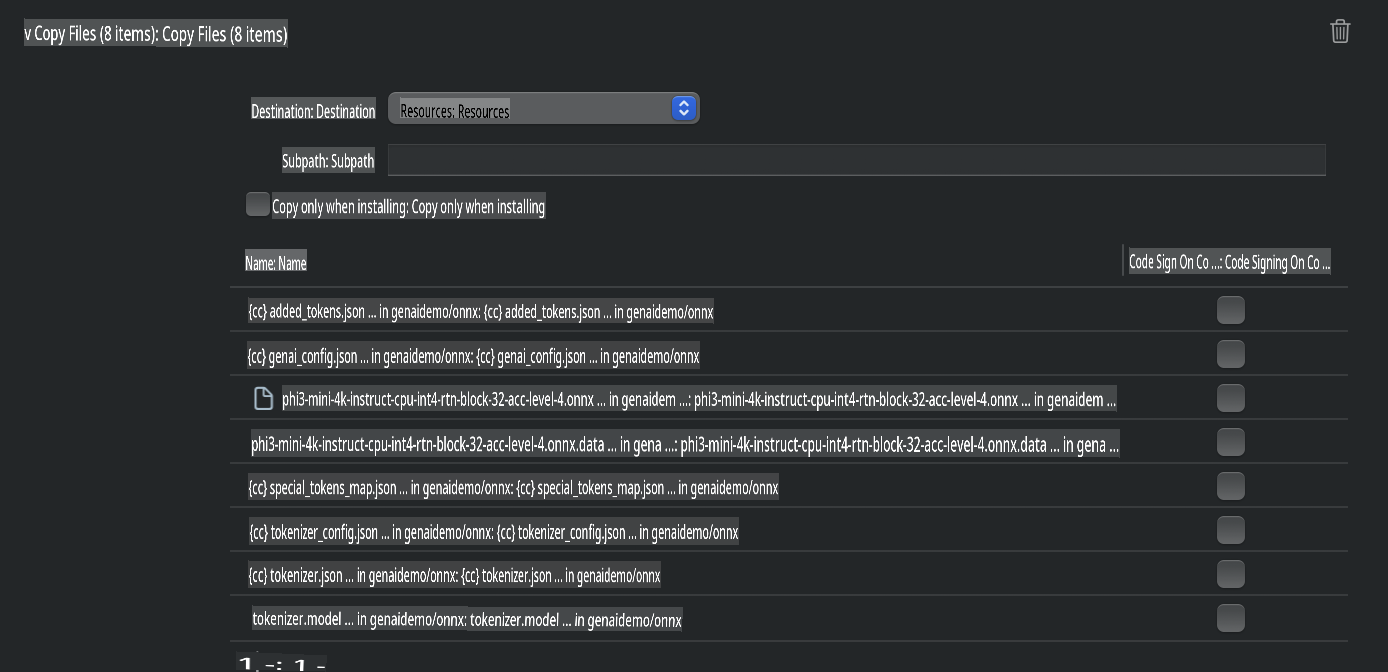 v Copy Files (8 items): Copy Files (8 items)
Destination: Destination
Resources: Resources
Subpath: Subpath
Copy only when installing: Copy only when installing
Name: Name
Code Sign On Co ...: Code Signing On Co ...
{cc} added_tokens.json ... in genaidemo/onnx: {cc} added_tokens.json ... in genaidemo/onnx
{cc} genai_config.json ... in genaidemo/onnx: {cc} genai_config.json ... in genaidemo/onnx
phi3-mini-4k-instruct-cpu-int4-rtn-block-32-acc-level-4.onnx ... in genaidem ...: phi3-mini-4k-instruct-cpu-int4-rtn-block-32-acc-level-4.onnx ... in genaidem ...
phi3-mini-4k-instruct-cpu-int4-rtn-block-32-acc-level-4.onnx.data ... in gena ...: phi3-mini-4k-instruct-cpu-int4-rtn-block-32-acc-level-4.onnx.data ... in gena ...
{cc} special_tokens_map.json ... in genaidemo/onnx: {cc} special_tokens_map.json ... in genaidemo/onnx
{cc} tokenizer_config.json ... in genaidemo/onnx: {cc} tokenizer_config.json ... in genaidemo/onnx
{cc} tokenizer.json ... in genaidemo/onnx: {cc} tokenizer.json ... in genaidemo/onnx
tokenizer.model ... in genaidemo/onnx: tokenizer.model ... in genaidemo/onnx